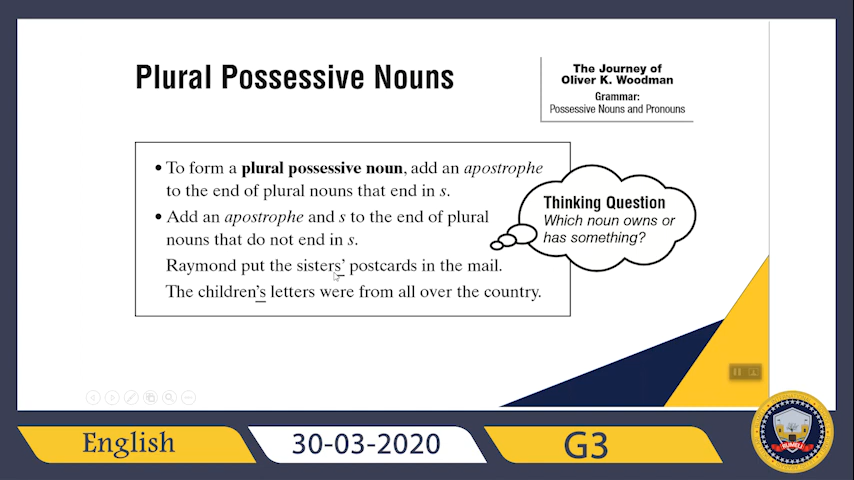 Plural Possessive Nouns
The Journey of
Oliver K. Woodman
Grammar:
Possessive Nouns and Pronouns
• To form a plural possessive noun, add an apostrophe
to the end of plural nouns that end in s.
• Add an apostrophe and s to the end of plural
nouns that do not end in s.
Raymond put the sisters’ postcards in the mail.
The children’s letters were from all over the country.
Thinking Question
Which noun owns or
has something?
English
30-03-2020
G3